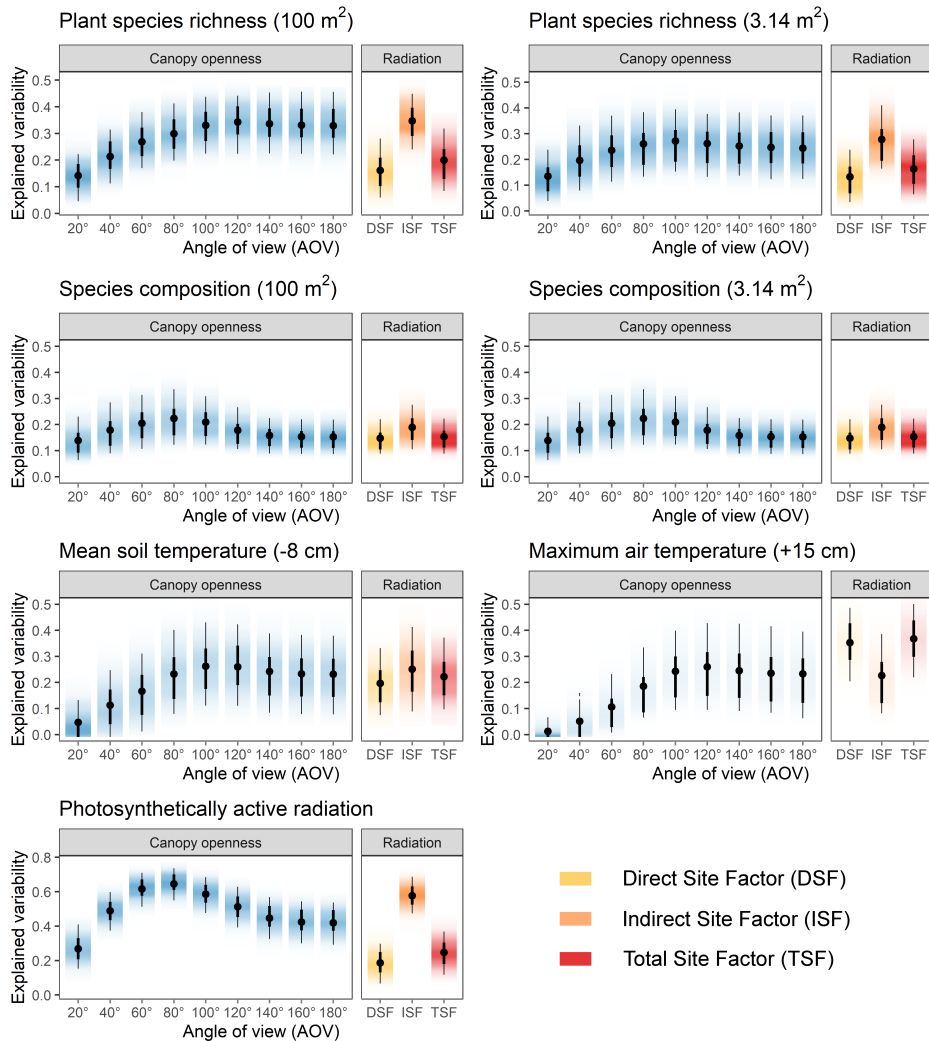 Plant species richness (100 m²)
Canopy openness
Radiation
Explained variability
0.5
0.4
0.3
0.2
0.1
0.0
20° 40° 60° 80° 100° 120° 140° 160° 180°
DSF ISF TSF
Angle of view (AOV)
Plant species richness (3.14 m²)
Canopy openness
Radiation
Explained variability
0.5
0.4
0.3
0.2
0.1
0.0
20° 40° 60° 80° 100° 120° 140° 160° 180°
DSF ISF TSF
Angle of view (AOV)
Species composition (100 m²)
Canopy openness
Radiation
Explained variability
0.5
0.4
0.3
0.2
0.1
0.0
20° 40° 60° 80° 100° 120° 140° 160° 180°
DSF ISF TSF
Angle of view (AOV)
Species composition (3.14 m²)
Canopy openness
Radiation
Explained variability
0.5
0.4
0.3
0.2
0.1
0.0
20° 40° 60° 80° 100° 120° 140° 160° 180°
DSF ISF TSF
Angle of view (AOV)
Mean soil temperature (-8 cm)
Canopy openness
Radiation
Explained variability
0.5
0.4
0.3
0.2
0.1
0.0
20° 40° 60° 80° 100° 120° 140° 160° 180°
DSF ISF TSF
Angle of view (AOV)
Maximum air temperature (+15 cm)
Canopy openness
Radiation
Explained variability
0.5
0.4
0.3
0.2
0.1
0.0
20° 40° 60° 80° 100° 120° 140° 160° 180°
DSF ISF TSF
Angle of view (AOV)
Photosynthetically active radiation
Canopy openness
Radiation
Explained variability
0.8
0.6
0.4
0.2
0.0
20° 40° 60° 80° 100° 120° 140° 160° 180°
DSF ISF TSF
Angle of view (AOV)
Direct Site Factor (DSF)
Indirect Site Factor (ISF)
Total Site Factor (TSF)